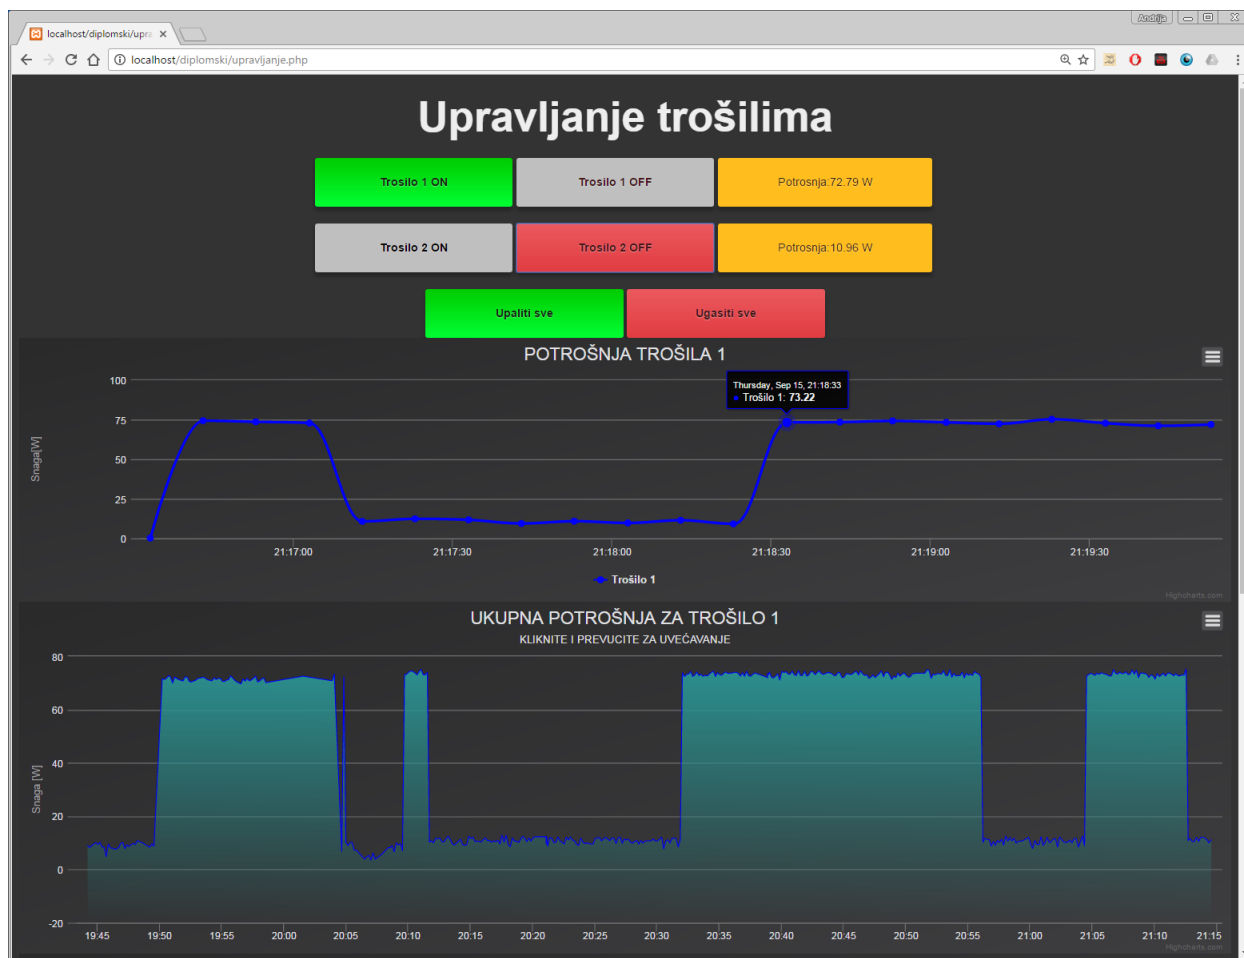 Andrija
localhost/diplomski/upra
localhost/diplomski/upravljanje.php
Upravljanje trošilima
Trosilo 1 ON
Trosilo 1 OFF
Potrosnja:72.79 W
Trosilo 2 ON
Trosilo 2 OFF
Potrosnja:10.96 W
Upaliti sve
Ugasiti sve
POTROŠNJA TROŠILA 1
Thursday, Sep 15, 21:18:33
Trošilo 1: 73.22
Snaga[W]
100
75
50
25
0
21:17:00 21:17:30 21:18:00 21:18:30 21:19:00 21:19:30
Trošilo 1
Highcharts.com
UKUPNA POTROŠNJA ZA TROŠILO 1
KLIKNITE I PREVUCITE ZA UVEĆAVANJE
Snaga [W]
80
60
40
20
0
-20
19:45 19:50 19:55 20:00 20:05 20:10 20:15 20:20 20:25 20:30 20:35 20:40 20:45 20:50 20:55 21:00 21:05 21:10 21:15
Highcharts.com